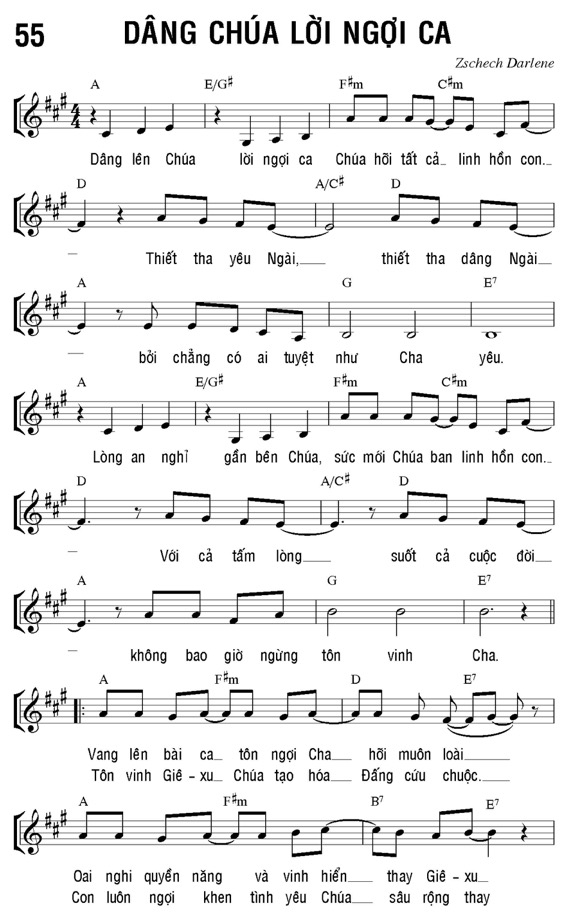 55 DÂNG CHÚA LỜI NGỢI CA
Zschech Darlene
A E/G# F#m C#m
Dâng lên Chúa lời ngợi ca Chúa hỡi tất cả linh hồn con.
D A/C# D
Thiết tha yêu Ngài, thiết tha dâng Ngài
A G E7
bởi chẳng có ai tuyệt như Cha yêu.
A E/G# F#m C#m
Lòng an nghỉ gần bên Chúa, sức mới Chúa ban linh hồn con.
D A/C# D
Với cả tấm lòng suốt cả cuộc đời
A G E7
không bao giờ ngừng tôn vinh Cha.
A F#m D E7
Vang lên bài ca tôn ngợi Cha hỡi muôn loài
Tôn vinh Giê-xu Chúa tạo hóa Đấng cứu chuộc.
A F#m B7 E7
Oai nghi quyền năng và vinh hiển thay Giê-xu
Con luôn ngợi khen tình yêu Chúa sâu rộng thay